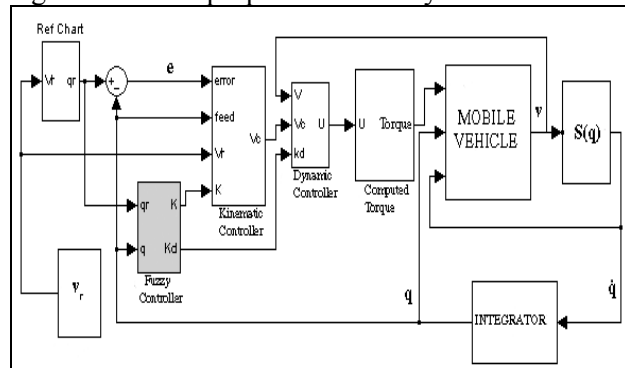 Ref Chart
Vr qr
+
-
e
error
feed
Vr
K
Vc
Kinematic
Controller
qr K
q Kd
Fuzzy
Controller
v_r
V
Vc U
kd
Dynamic
Controller
U Torque
Computed
Torque
MOBILE
VEHICLE
v
S(q)
q
q̇
INTEGRATOR